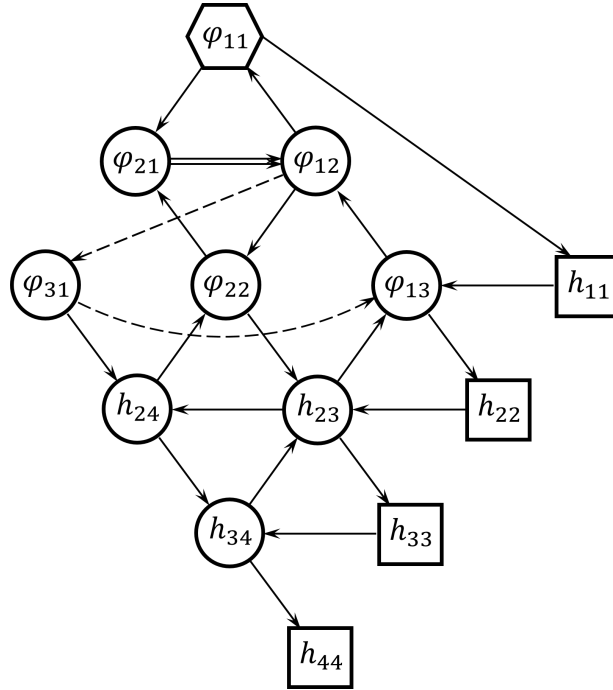 φ₁₁
φ₂₁ φ₁₂
φ₃₁ φ₂₂ φ₁₃ h₁₁
h₂₄ h₂₃ h₂₂
h₃₄ h₃₃
h₄₄